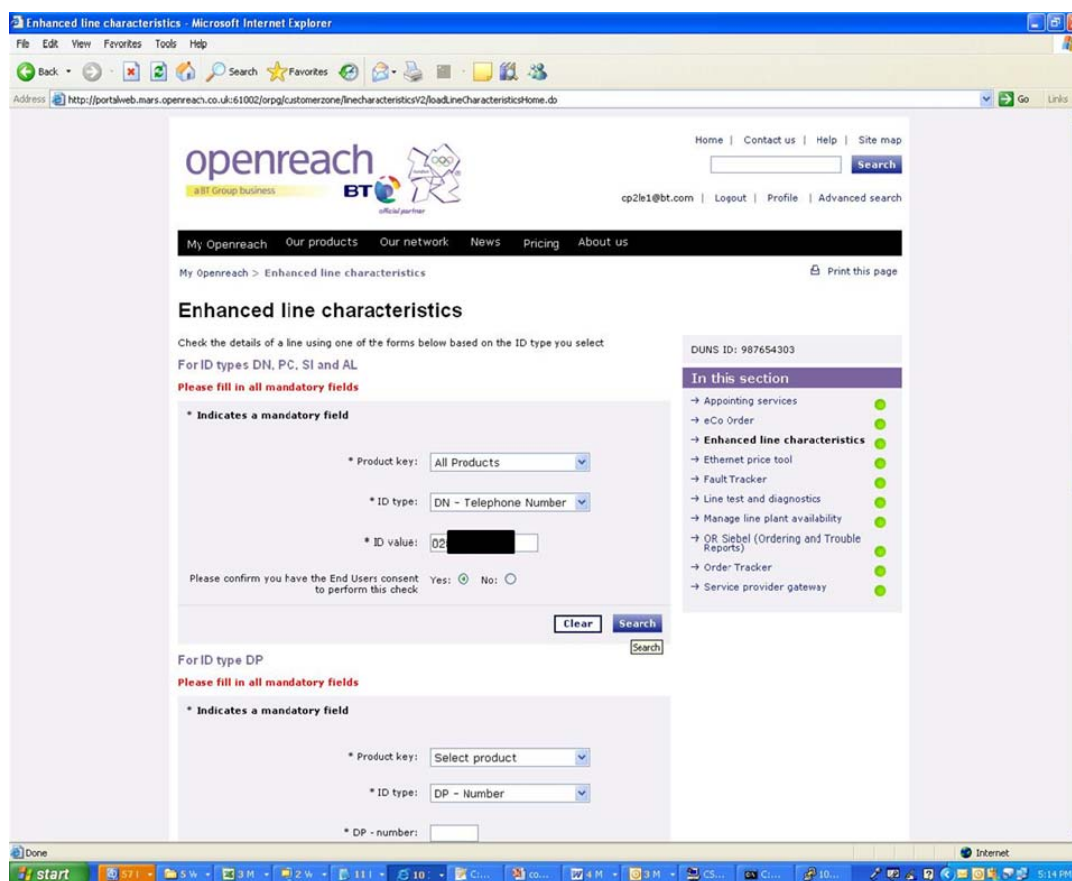 Enhanced line characteristics - Microsoft Internet Explorer
File Edit View Favorites Tools Help
Back Search Favorites
Address http://portalweb.mars.openreach.co.uk:61002/orpg/customerzone/linecharacteristicsV2/loadLineCharacteristicsHome.do Go Links
Home | Contact us | Help | Site map
openreach
a BT Group business
BT
official partner
Search
cp2le1@bt.com | Logout | Profile | Advanced search
My Openreach Our products Our network News Pricing About us
My Openreach > Enhanced line characteristics
Print this page
Enhanced line characteristics
Check the details of a line using one of the forms below based on the ID type you select
For ID types DN, PC, SI and AL
Please fill in all mandatory fields
* Indicates a mandatory field
* Product key: All Products
* ID type: DN - Telephone Number
* ID value: 02
Please confirm you have the End Users consent
to perform this check
Yes: No:
Clear Search
Search
For ID type DP
Please fill in all mandatory fields
* Indicates a mandatory field
* Product key: Select product
* ID type: DP - Number
* DP - number:
DUNS ID: 987654303
In this section
→ Appointing services
→ eCo Order
→ Enhanced line characteristics
→ Ethernet price tool
→ Fault Tracker
→ Line test and diagnostics
→ Manage line plant availability
→ OR Siebel (Ordering and Trouble
Reports)
→ Order Tracker
→ Service provider gateway
Done Internet
start 5 W 3 M 2 W 10 co... 4 M 3 M CS... 10... 5:14 PM